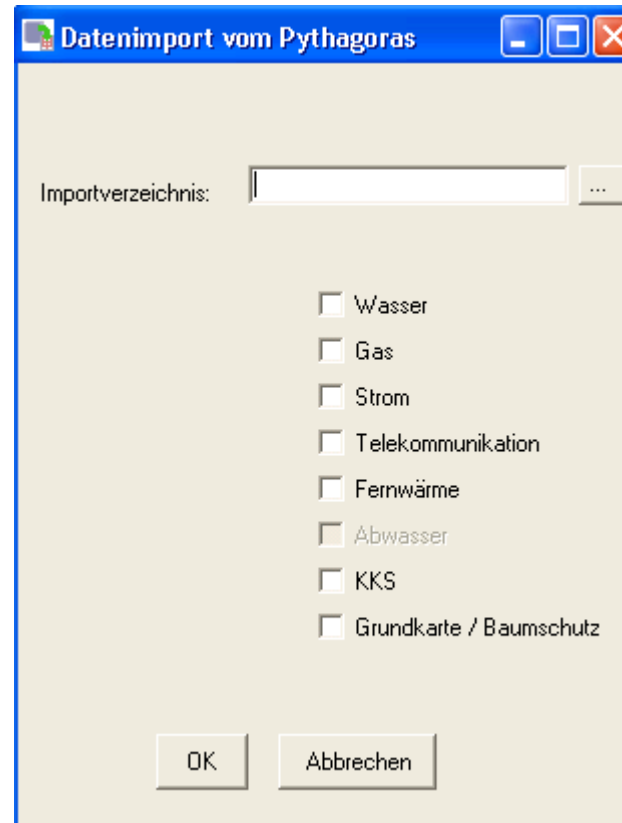 Datenimport vom Pythagoras
Importverzeichnis:
...
Wasser
Gas
Strom
Telekommunikation
Fernwärme
Abwasser
KKS
Grundkarte / Baumschutz
OK
Abbrechen